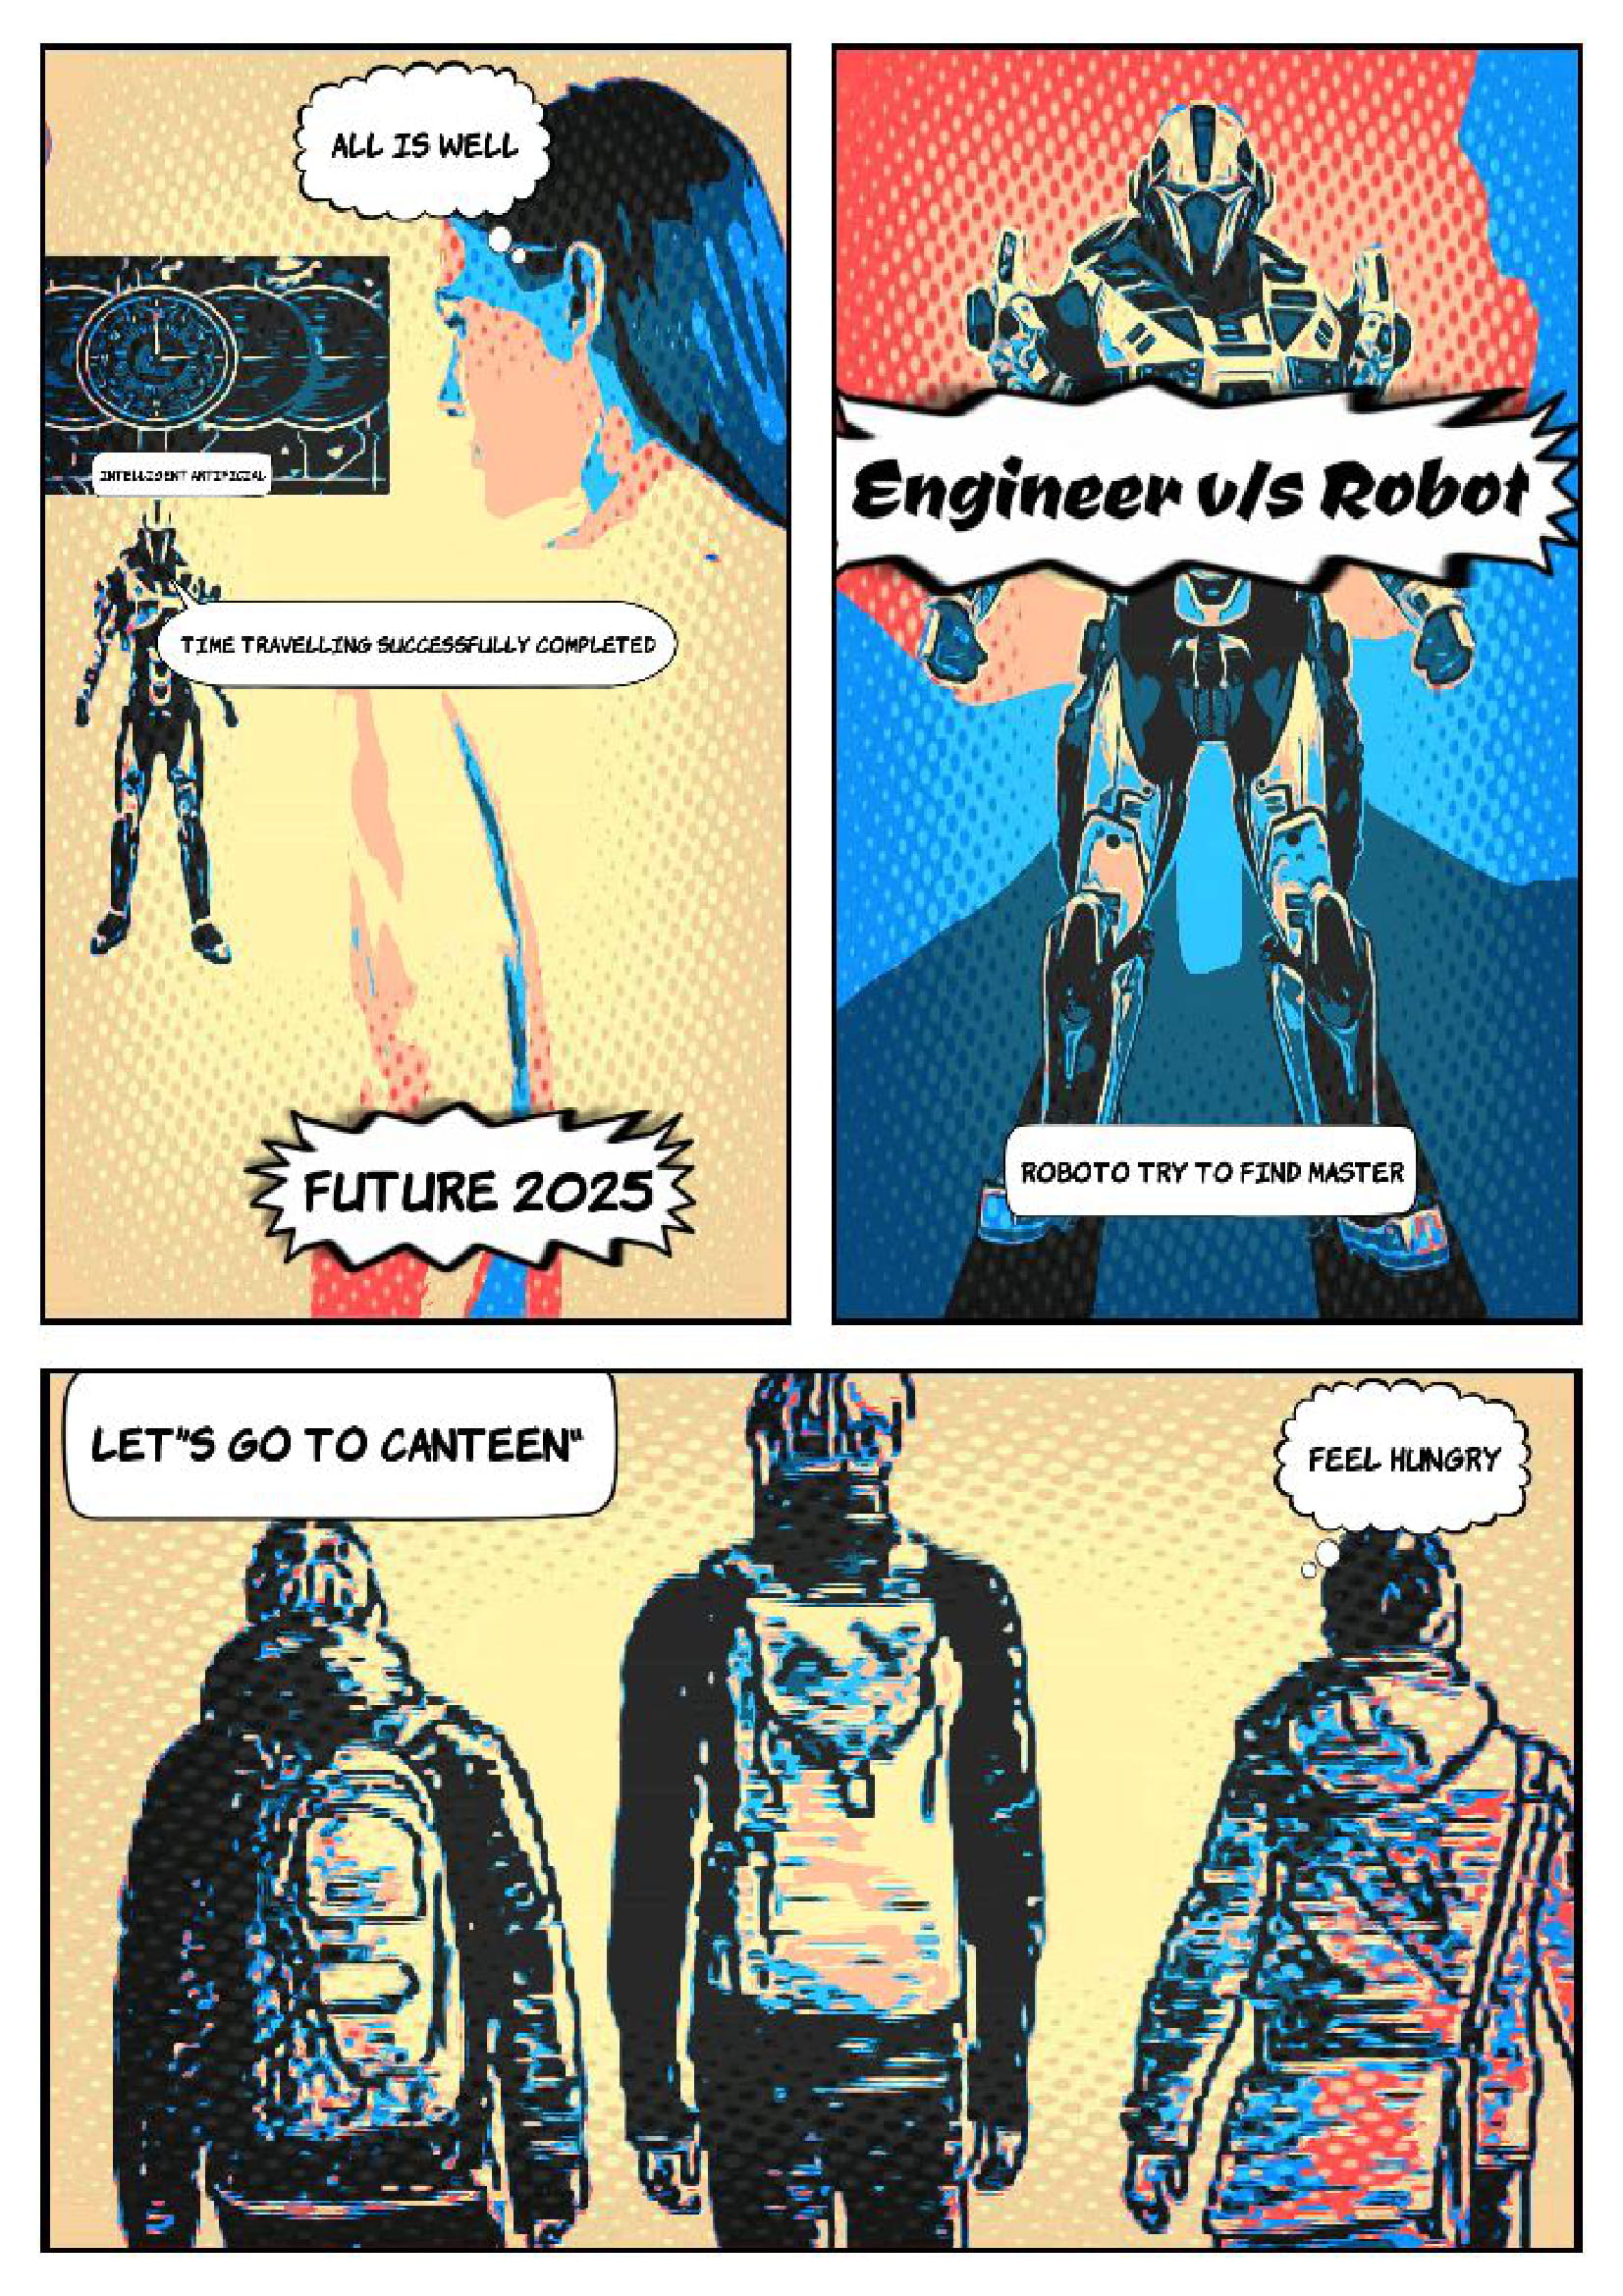 ALL IS WELL
INTELLIGENT ARTIFICIAL
TIME TRAVELLING SUCCESSFULLY COMPLETED
FUTURE 2025
Engineer v/s Robot
ROBOTO TRY TO FIND MASTER
LET"S GO TO CANTEEN"
FEEL HUNGRY